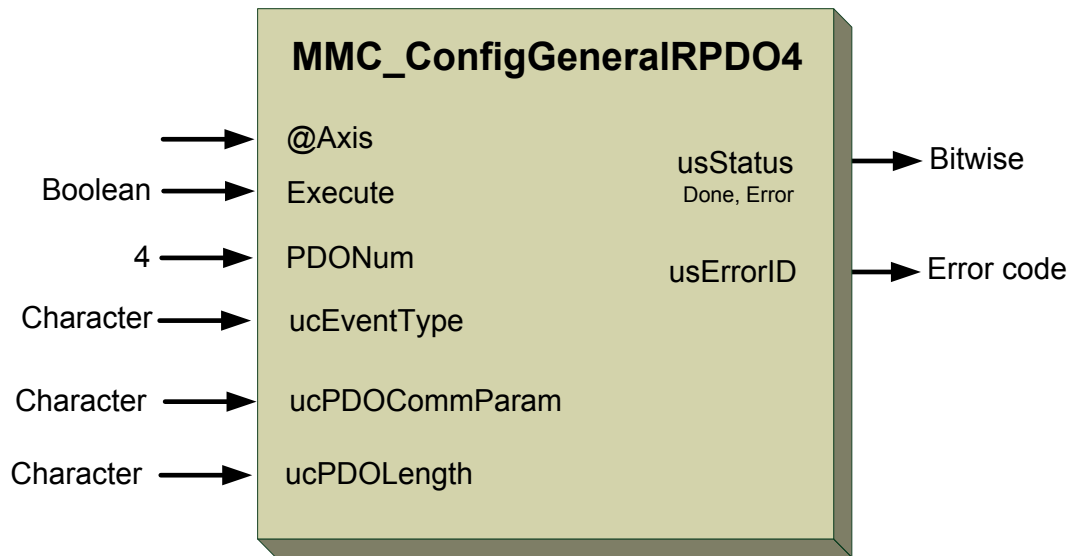 MMC_ConfigGeneralRPDO4
@Axis
Boolean Execute
usStatus Bitwise
Done, Error
4 PDONum
usErrorID Error code
Character ucEventType
Character ucPDOCommParam
Character ucPDOLength